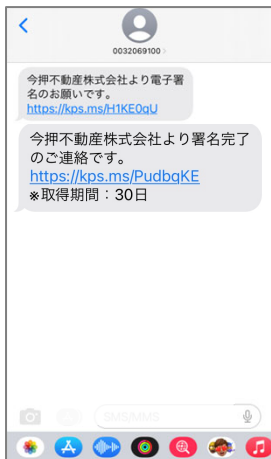 0032069100
今押不動産株式会社より電子署
名のお願いです。
https://kps.ms/H1KE0qU
今押不動産株式会社より署名完了
のご連絡です。
https://kps.ms/PudbqKE
※取得期間：30日
SMS/MMS